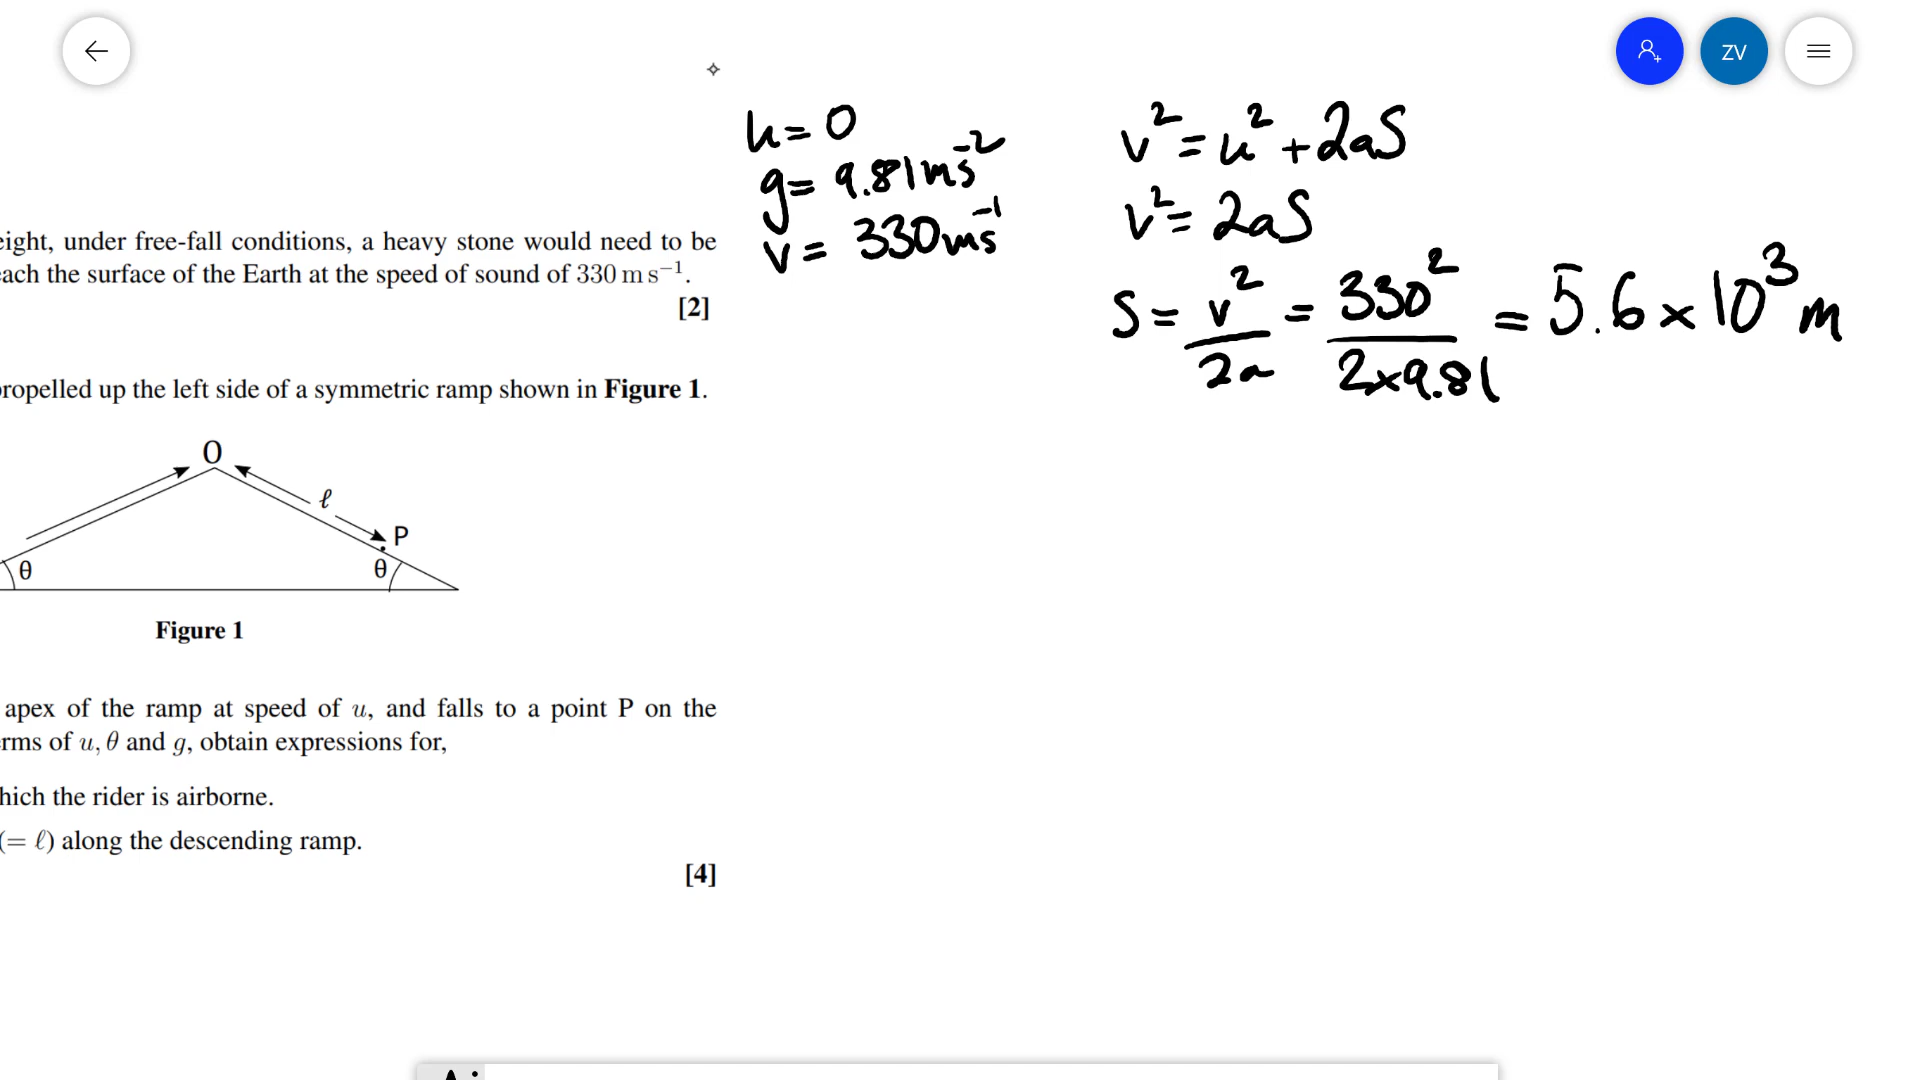 ZV
u = 0
g = 9.81 ms⁻²
v = 330 ms⁻¹
v² = u² + 2aS
v² = 2aS
S = v²/2a = 330²/2×9.81 = 5.6 × 10³ m
eight, under free-fall conditions, a heavy stone would need to be
each the surface of the Earth at the speed of sound of 330 m s⁻¹.
[2]
propelled up the left side of a symmetric ramp shown in Figure 1.
O
ℓ
P
θ
θ
Figure 1
apex of the ramp at speed of u, and falls to a point P on the
rms of u, θ and g, obtain expressions for,
hich the rider is airborne.
(= ℓ) along the descending ramp.
[4]